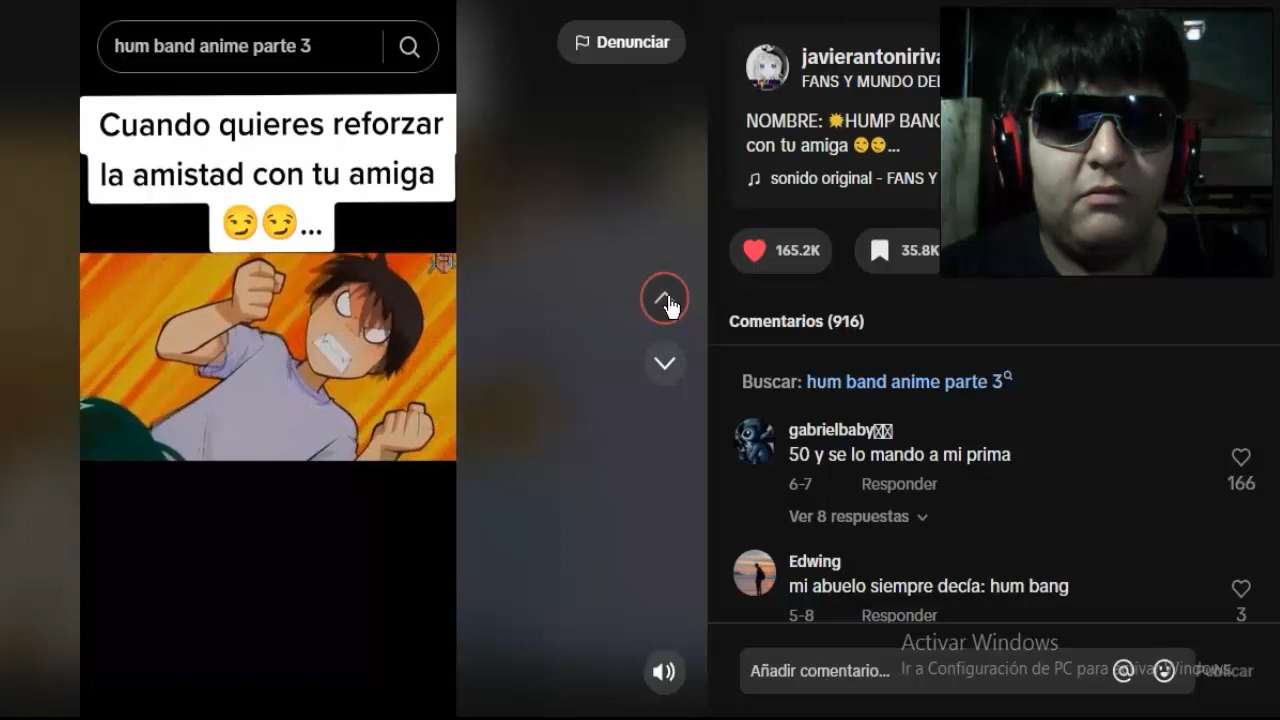 hum band anime parte 3
Cuando quieres reforzar
la amistad con tu amiga
😏😏...
Denunciar
javierantoniriva
FANS Y MUNDO DEL
NOMBRE: HUMP BANG
con tu amiga 😏😏...
sonido original - FANS Y
165.2K
35.8K
Comentarios (916)
Buscar: hum band anime parte 3
gabrielbaby
50 y se lo mando a mi prima
6-7 Responder
166
Ver 8 respuestas
Edwing
mi abuelo siempre decía: hum bang
5-8 Responder
3
Activar Windows
Ir a Configuración de PC para activar Windows.
Añadir comentario...
Publicar